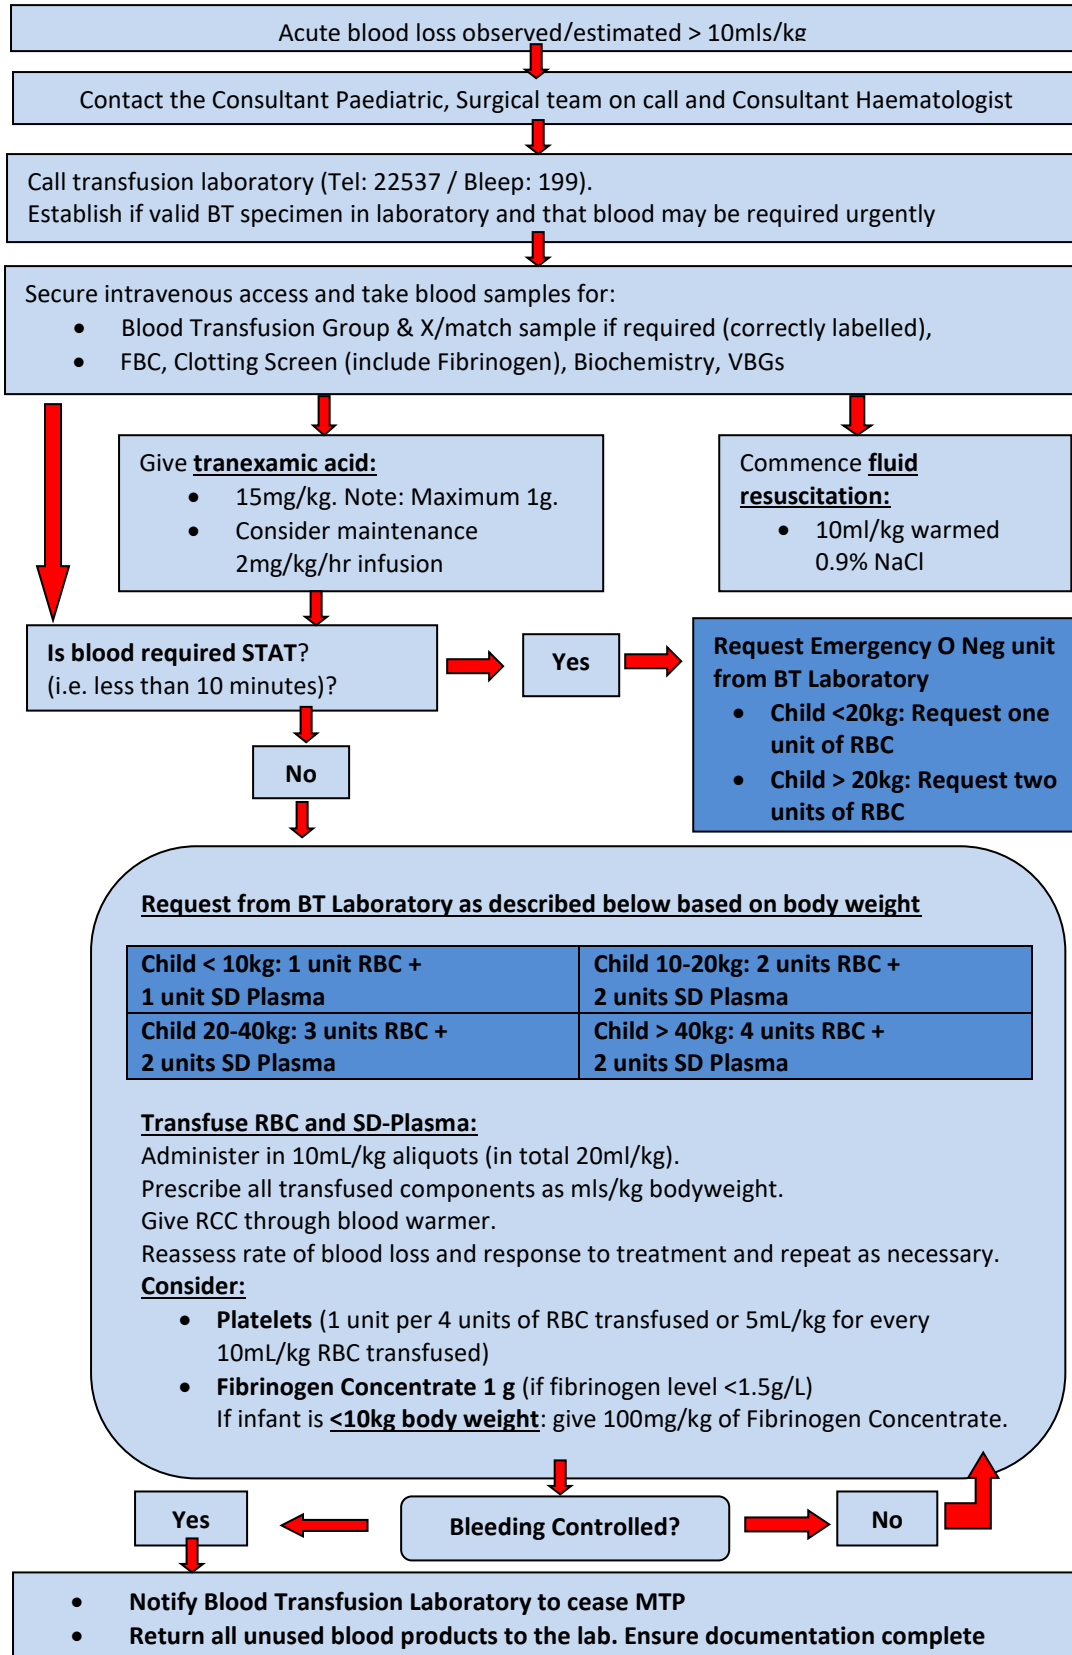 Acute blood loss observed/estimated > 10mls/kg
Contact the Consultant Paediatric, Surgical team on call and Consultant Haematologist
Call transfusion laboratory (Tel: 22537 / Bleep: 199).
Establish if valid BT specimen in laboratory and that blood may be required urgently
Secure intravenous access and take blood samples for:
• Blood Transfusion Group & X/match sample if required (correctly labelled),
• FBC, Clotting Screen (include Fibrinogen), Biochemistry, VBGs
Give tranexamic acid:
• 15mg/kg. Note: Maximum 1g.
• Consider maintenance
2mg/kg/hr infusion
Commence fluid
resuscitation:
• 10ml/kg warmed
0.9% NaCl
Is blood required STAT?
(i.e. less than 10 minutes)?
Yes
Request Emergency O Neg unit
from BT Laboratory
• Child <20kg: Request one
unit of RBC
• Child > 20kg: Request two
units of RBC
No
Request from BT Laboratory as described below based on body weight
Child < 10kg: 1 unit RBC +
1 unit SD Plasma
Child 10-20kg: 2 units RBC +
2 units SD Plasma
Child 20-40kg: 3 units RBC +
2 units SD Plasma
Child > 40kg: 4 units RBC +
2 units SD Plasma
Transfuse RBC and SD-Plasma:
Administer in 10mL/kg aliquots (in total 20ml/kg).
Prescribe all transfused components as mls/kg bodyweight.
Give RCC through blood warmer.
Reassess rate of blood loss and response to treatment and repeat as necessary.
Consider:
• Platelets (1 unit per 4 units of RBC transfused or 5mL/kg for every
10mL/kg RBC transfused)
• Fibrinogen Concentrate 1 g (if fibrinogen level <1.5g/L)
If infant is <10kg body weight: give 100mg/kg of Fibrinogen Concentrate.
Yes
Bleeding Controlled?
No
• Notify Blood Transfusion Laboratory to cease MTP
• Return all unused blood products to the lab. Ensure documentation complete